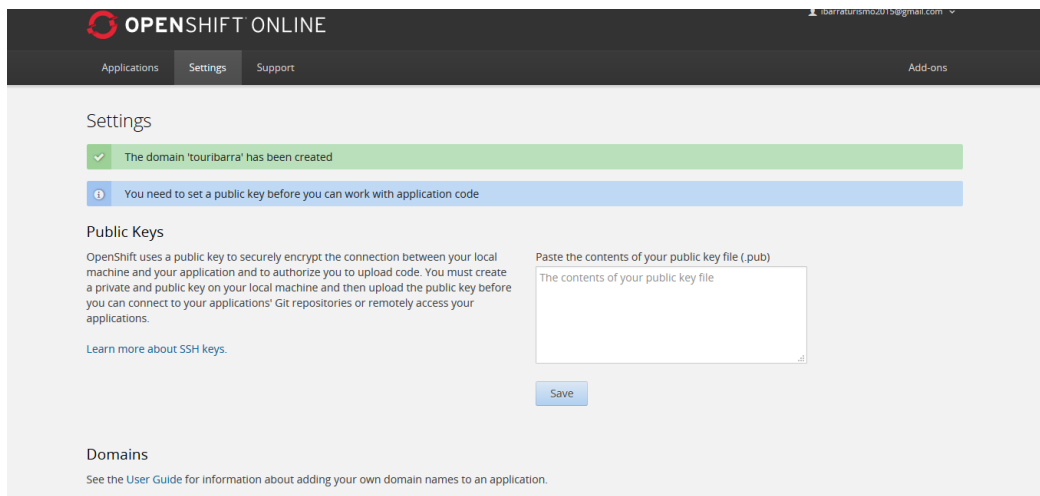 OPENSHIFT ONLINE
ibarraturismo2015@gmail.com
Applications Settings Support Add-ons
Settings
The domain 'touribarra' has been created
You need to set a public key before you can work with application code
Public Keys
OpenShift uses a public key to securely encrypt the connection between your local
machine and your application and to authorize you to upload code. You must create
a private and public key on your local machine and then upload the public key before
you can connect to your applications' Git repositories or remotely access your
applications.
Learn more about SSH keys.
Paste the contents of your public key file (.pub)
The contents of your public key file
Save
Domains
See the User Guide for information about adding your own domain names to an application.